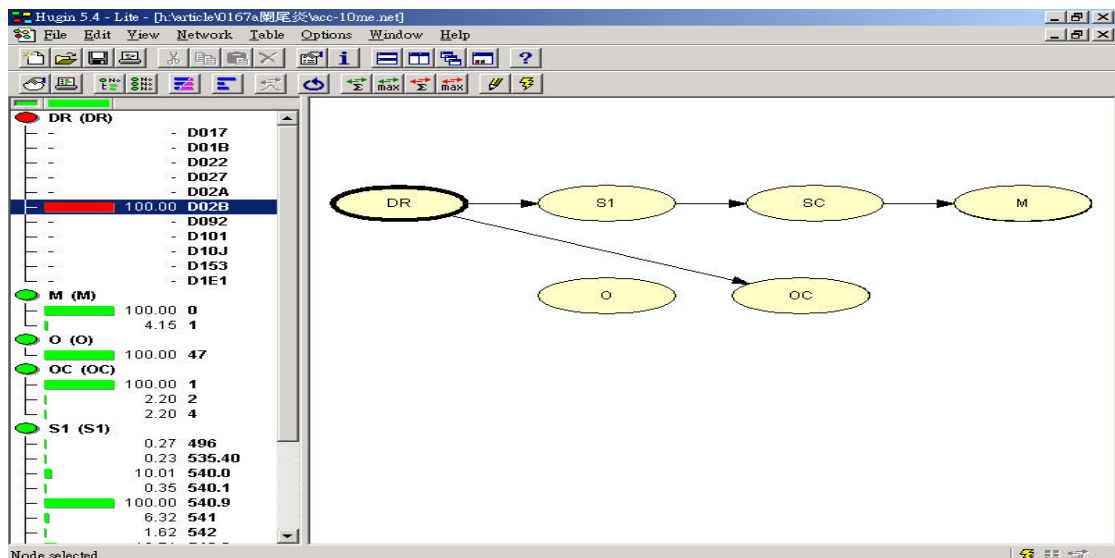 Hugin 5.4 - Lite - [h:\article\0167a闌尾炎\acc-10me.net]
File Edit View Network Table Options Window Help
Σ max Σ max
DR (DR)
- - D017
- - D01B
- - D022
- - D027
- - D02A
100.00 D02B
- - D092
- - D101
- - D10J
- - D153
- - D1E1
M (M)
100.00 0
4.15 1
O (O)
100.00 47
OC (OC)
100.00 1
2.20 2
2.20 4
S1 (S1)
0.27 496
0.23 535.40
10.01 540.0
0.35 540.1
100.00 540.9
6.32 541
1.62 542
DR S1 SC M
O OC
Node selected